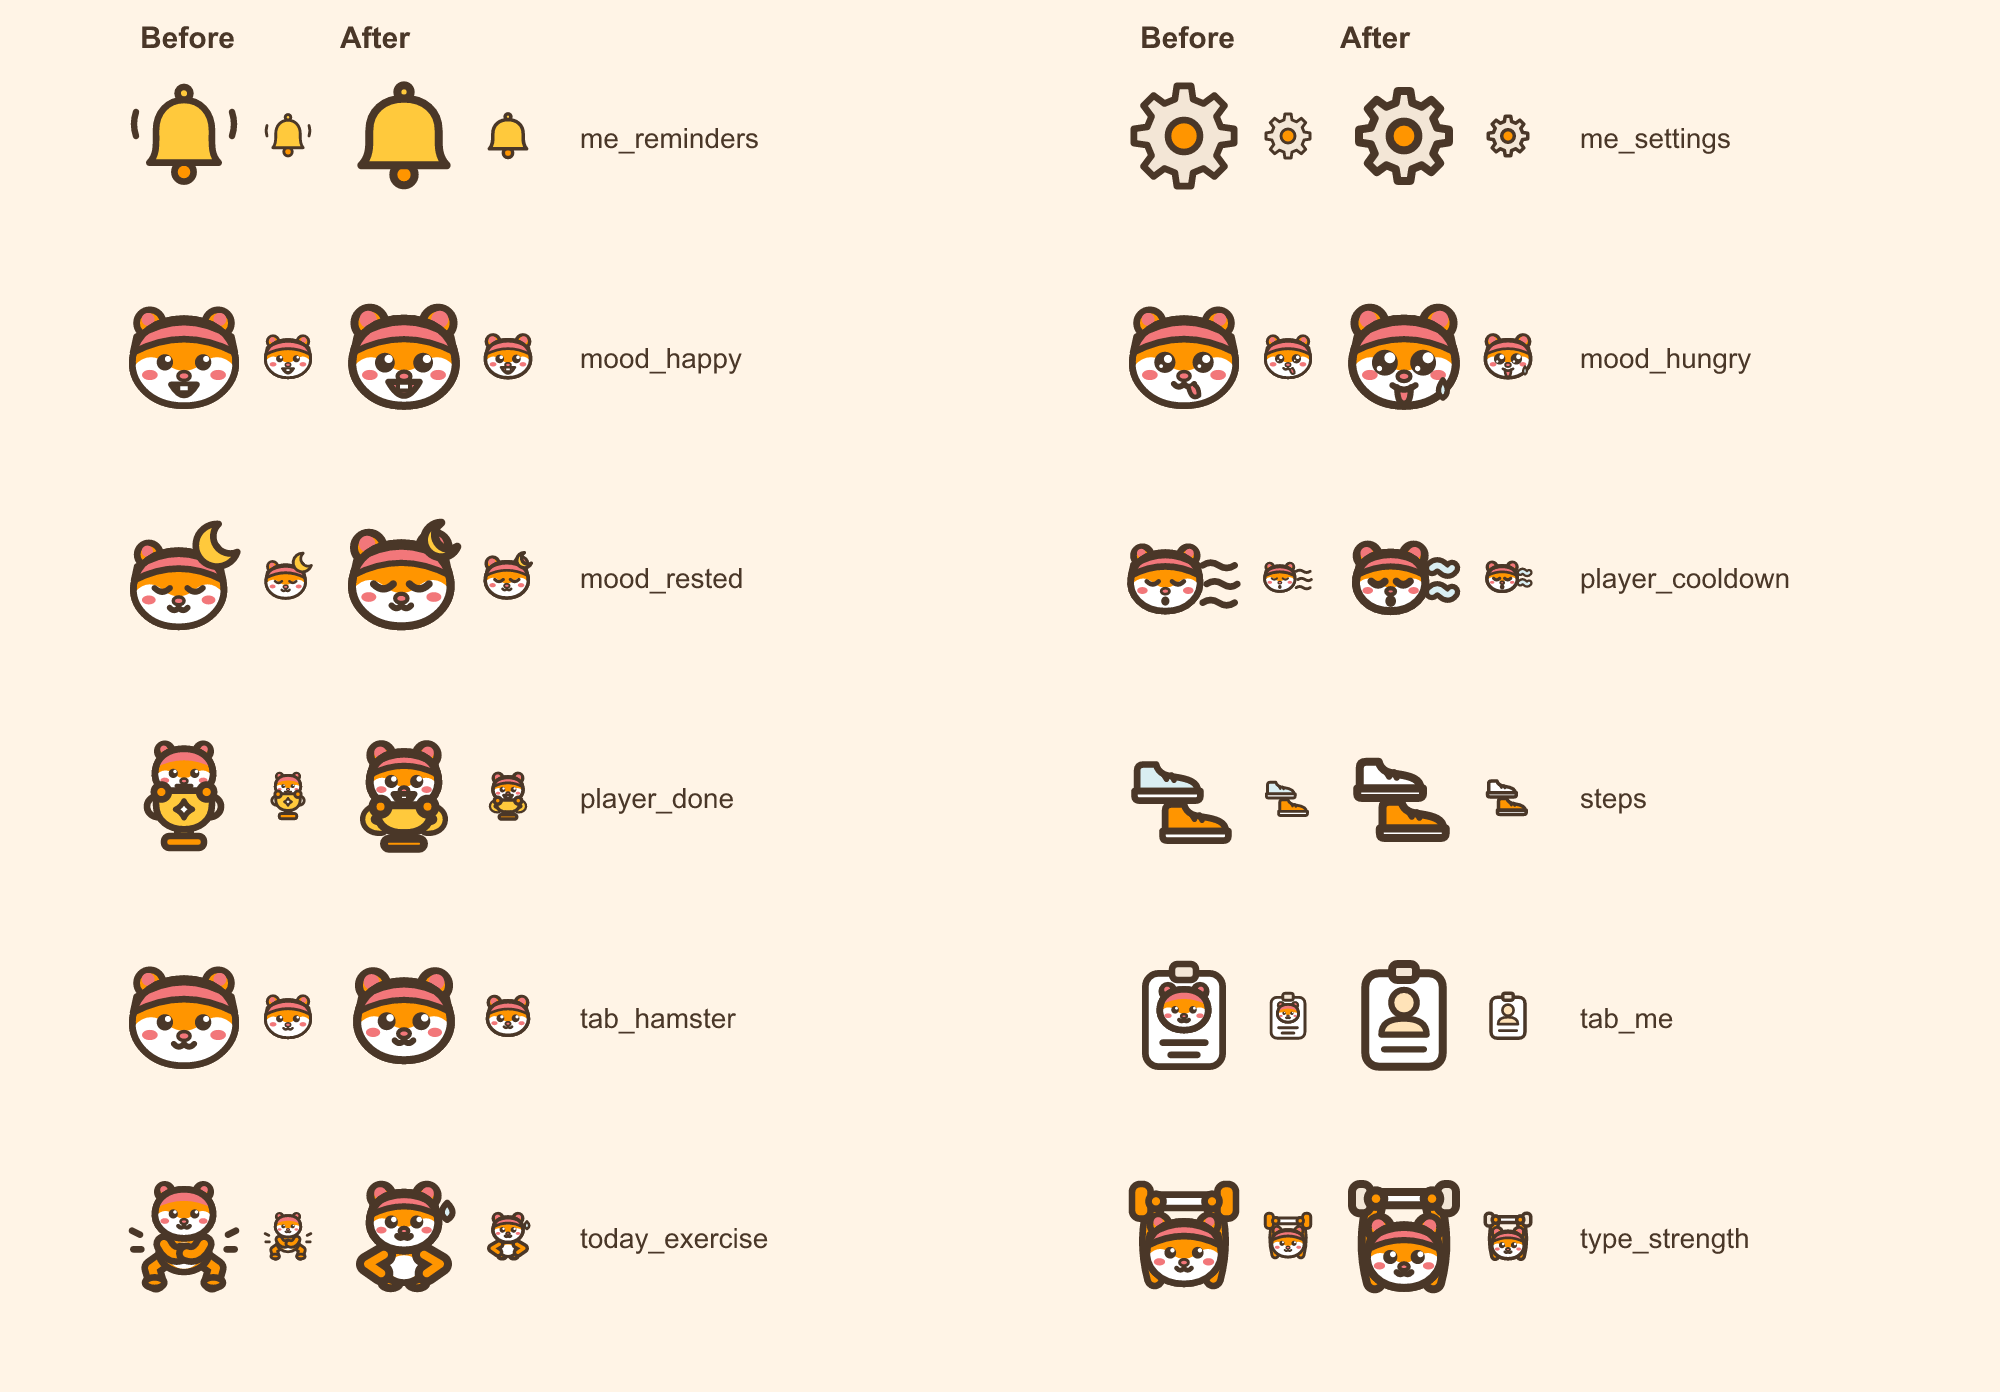 Before After Before After
me_reminders me_settings
mood_happy mood_hungry
mood_rested player_cooldown
player_done steps
tab_hamster tab_me
today_exercise type_strength